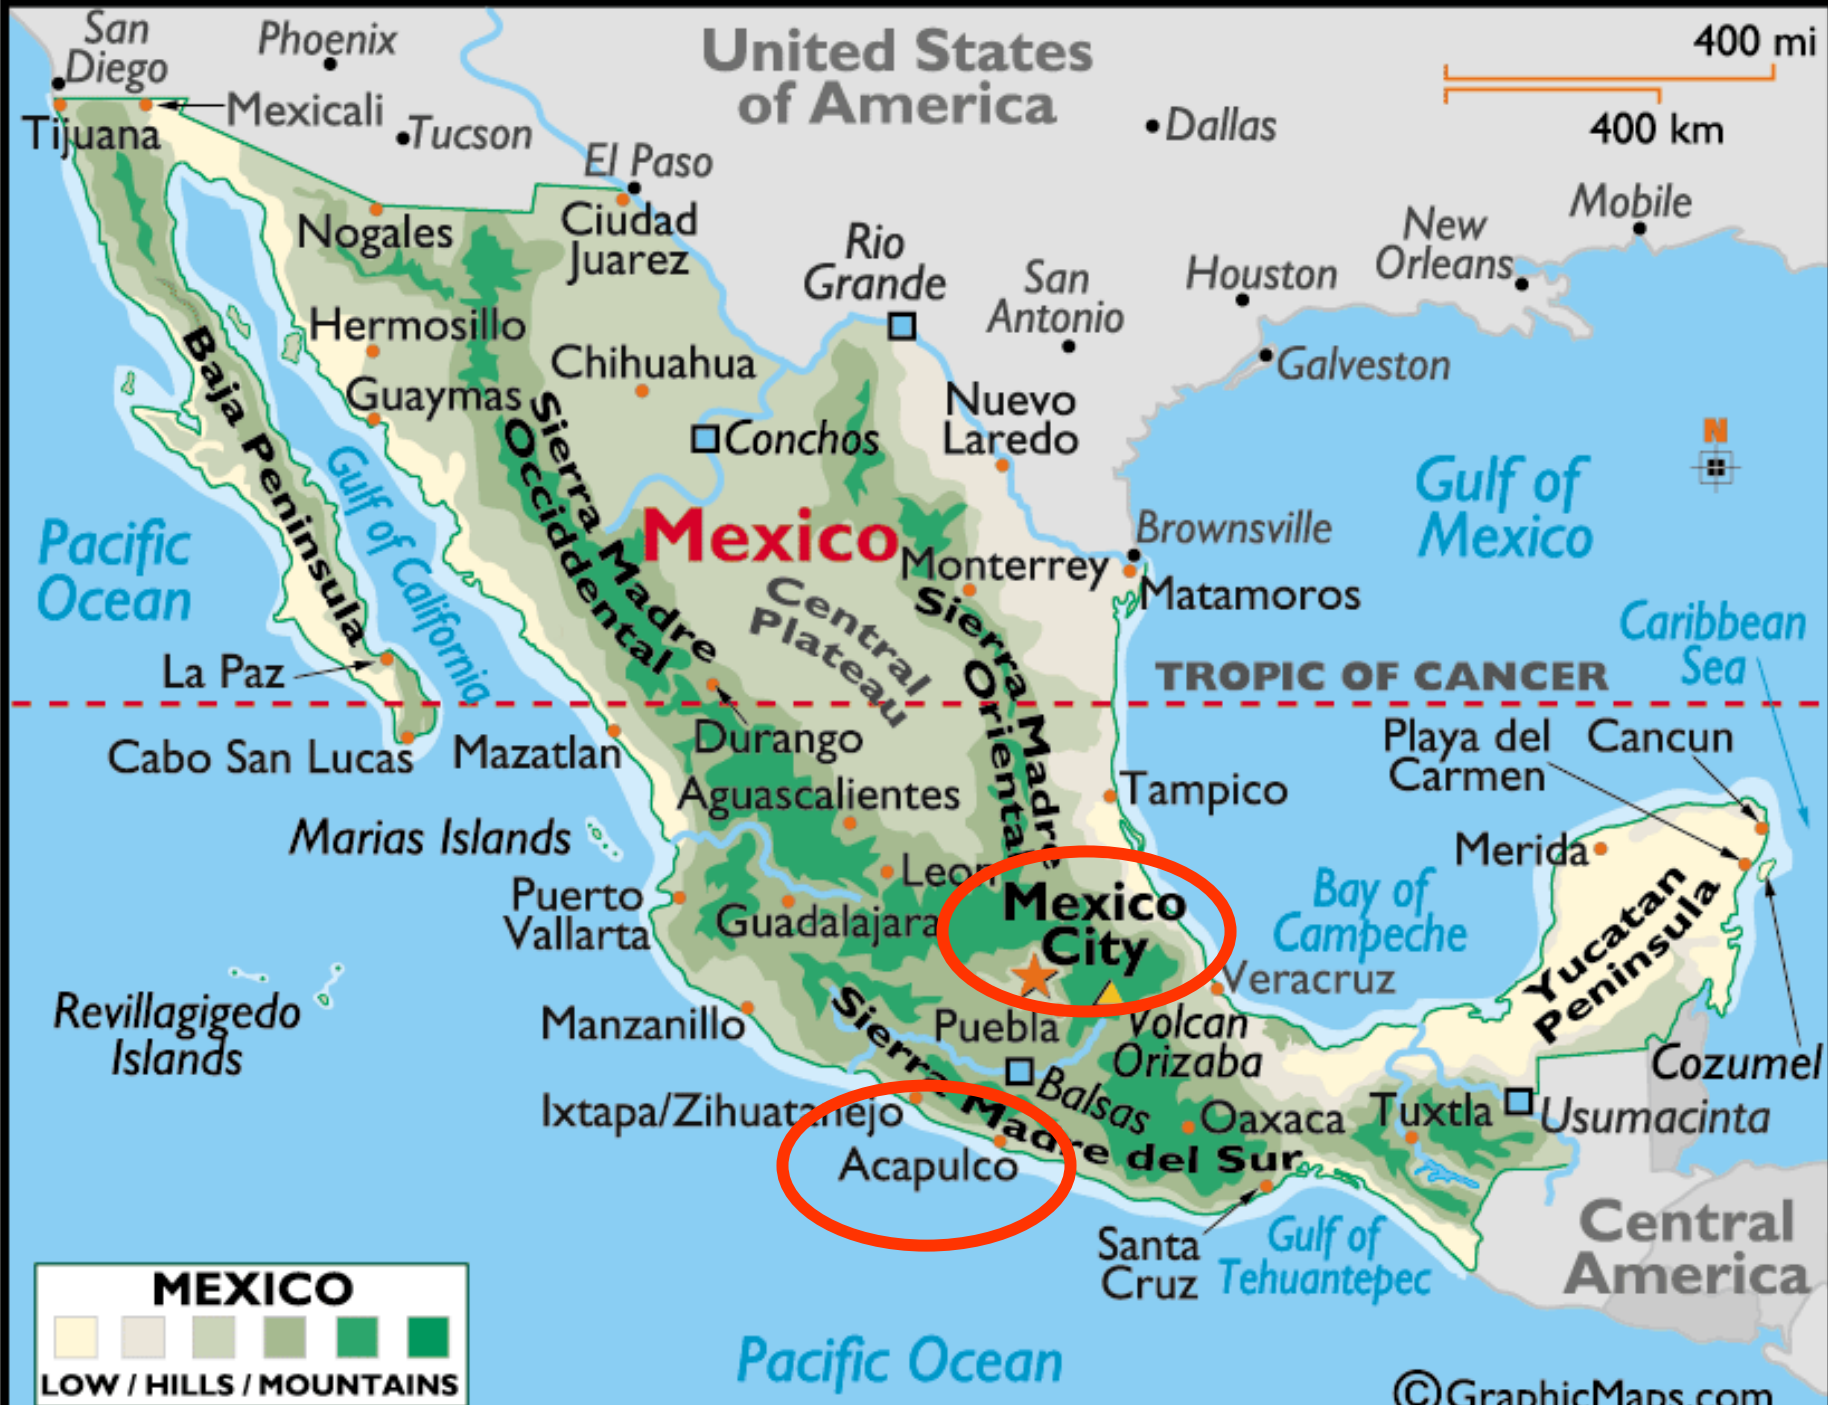 San
Diego
Phoenix
United States
of America
400 mi
400 km
Mexicali
Tijuana
Tucson
Dallas
El Paso
Mobile
New
Orleans
Nogales
Ciudad
Juarez
Rio
Grande
San
Antonio
Houston
Hermosillo
Chihuahua
Galveston
Guaymas
Nuevo
Laredo
Conchos
N
Baja Peninsula
Gulf of California
Sierra Madre
Occidental
Gulf of
Mexico
Pacific
Ocean
Mexico
Brownsville
Monterrey
Matamoros
Central
Plateau
Sierra Madre
Oriental
Caribbean
Sea
La Paz
TROPIC OF CANCER
Cabo San Lucas
Mazatlan
Durango
Playa del
Carmen
Cancun
Aguascalientes
Tampico
Marias Islands
Merida
Leon
Puerto
Vallarta
Guadalajara
Mexico
City
Bay of
Campeche
Yucatan
Peninsula
Veracruz
Revillagigedo
Islands
Manzanillo
Puebla
Volcan
Orizaba
Sierra Madre del Sur
Cozumel
Balsas
Ixtapa/Zihuatanejo
Oaxaca
Tuxtla
Usumacinta
Acapulco
Santa
Cruz
Gulf of
Tehuantepec
Central
America
MEXICO
LOW / HILLS / MOUNTAINS
Pacific Ocean
©GraphicMaps.com